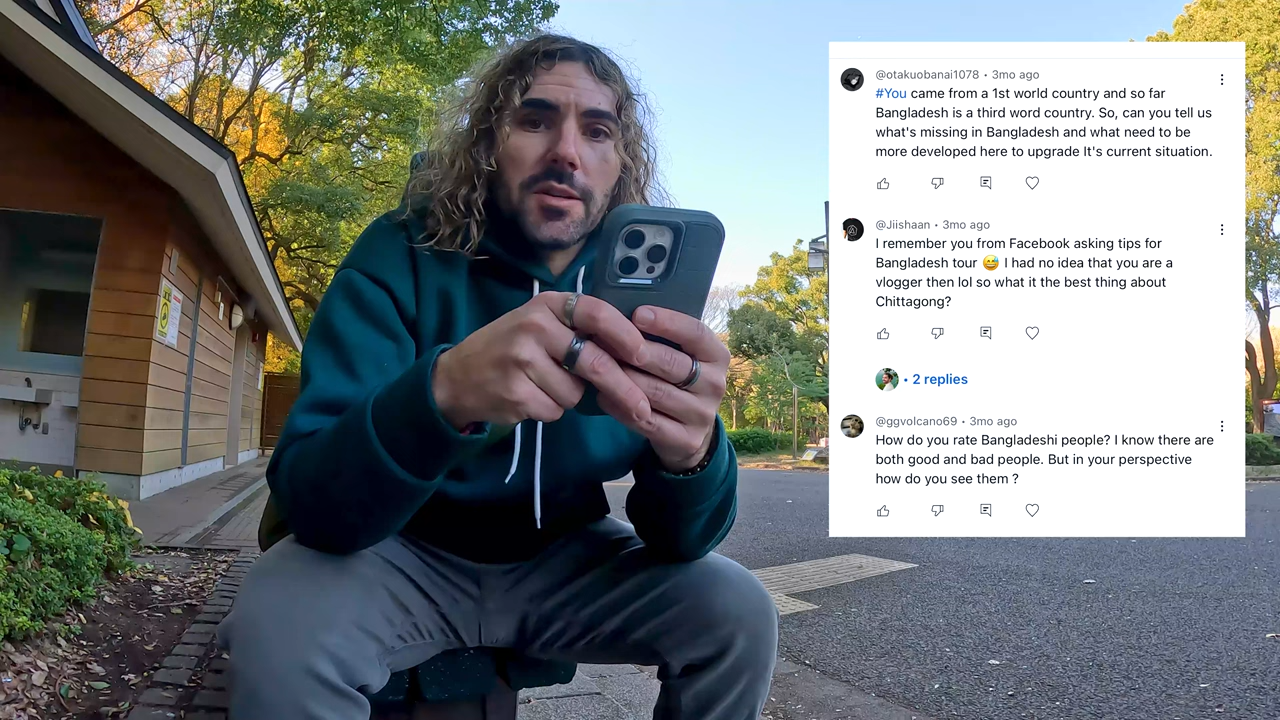 @otakuobanai1078 • 3mo ago
#You came from a 1st world country and so far
Bangladesh is a third word country. So, can you tell us
what's missing in Bangladesh and what need to be
more developed here to upgrade It's current situation.
@Jiishaan • 3mo ago
I remember you from Facebook asking tips for
Bangladesh tour 😅 I had no idea that you are a
vlogger then lol so what it the best thing about
Chittagong?
• 2 replies
@ggvolcano69 • 3mo ago
How do you rate Bangladeshi people? I know there are
both good and bad people. But in your perspective
how do you see them ?